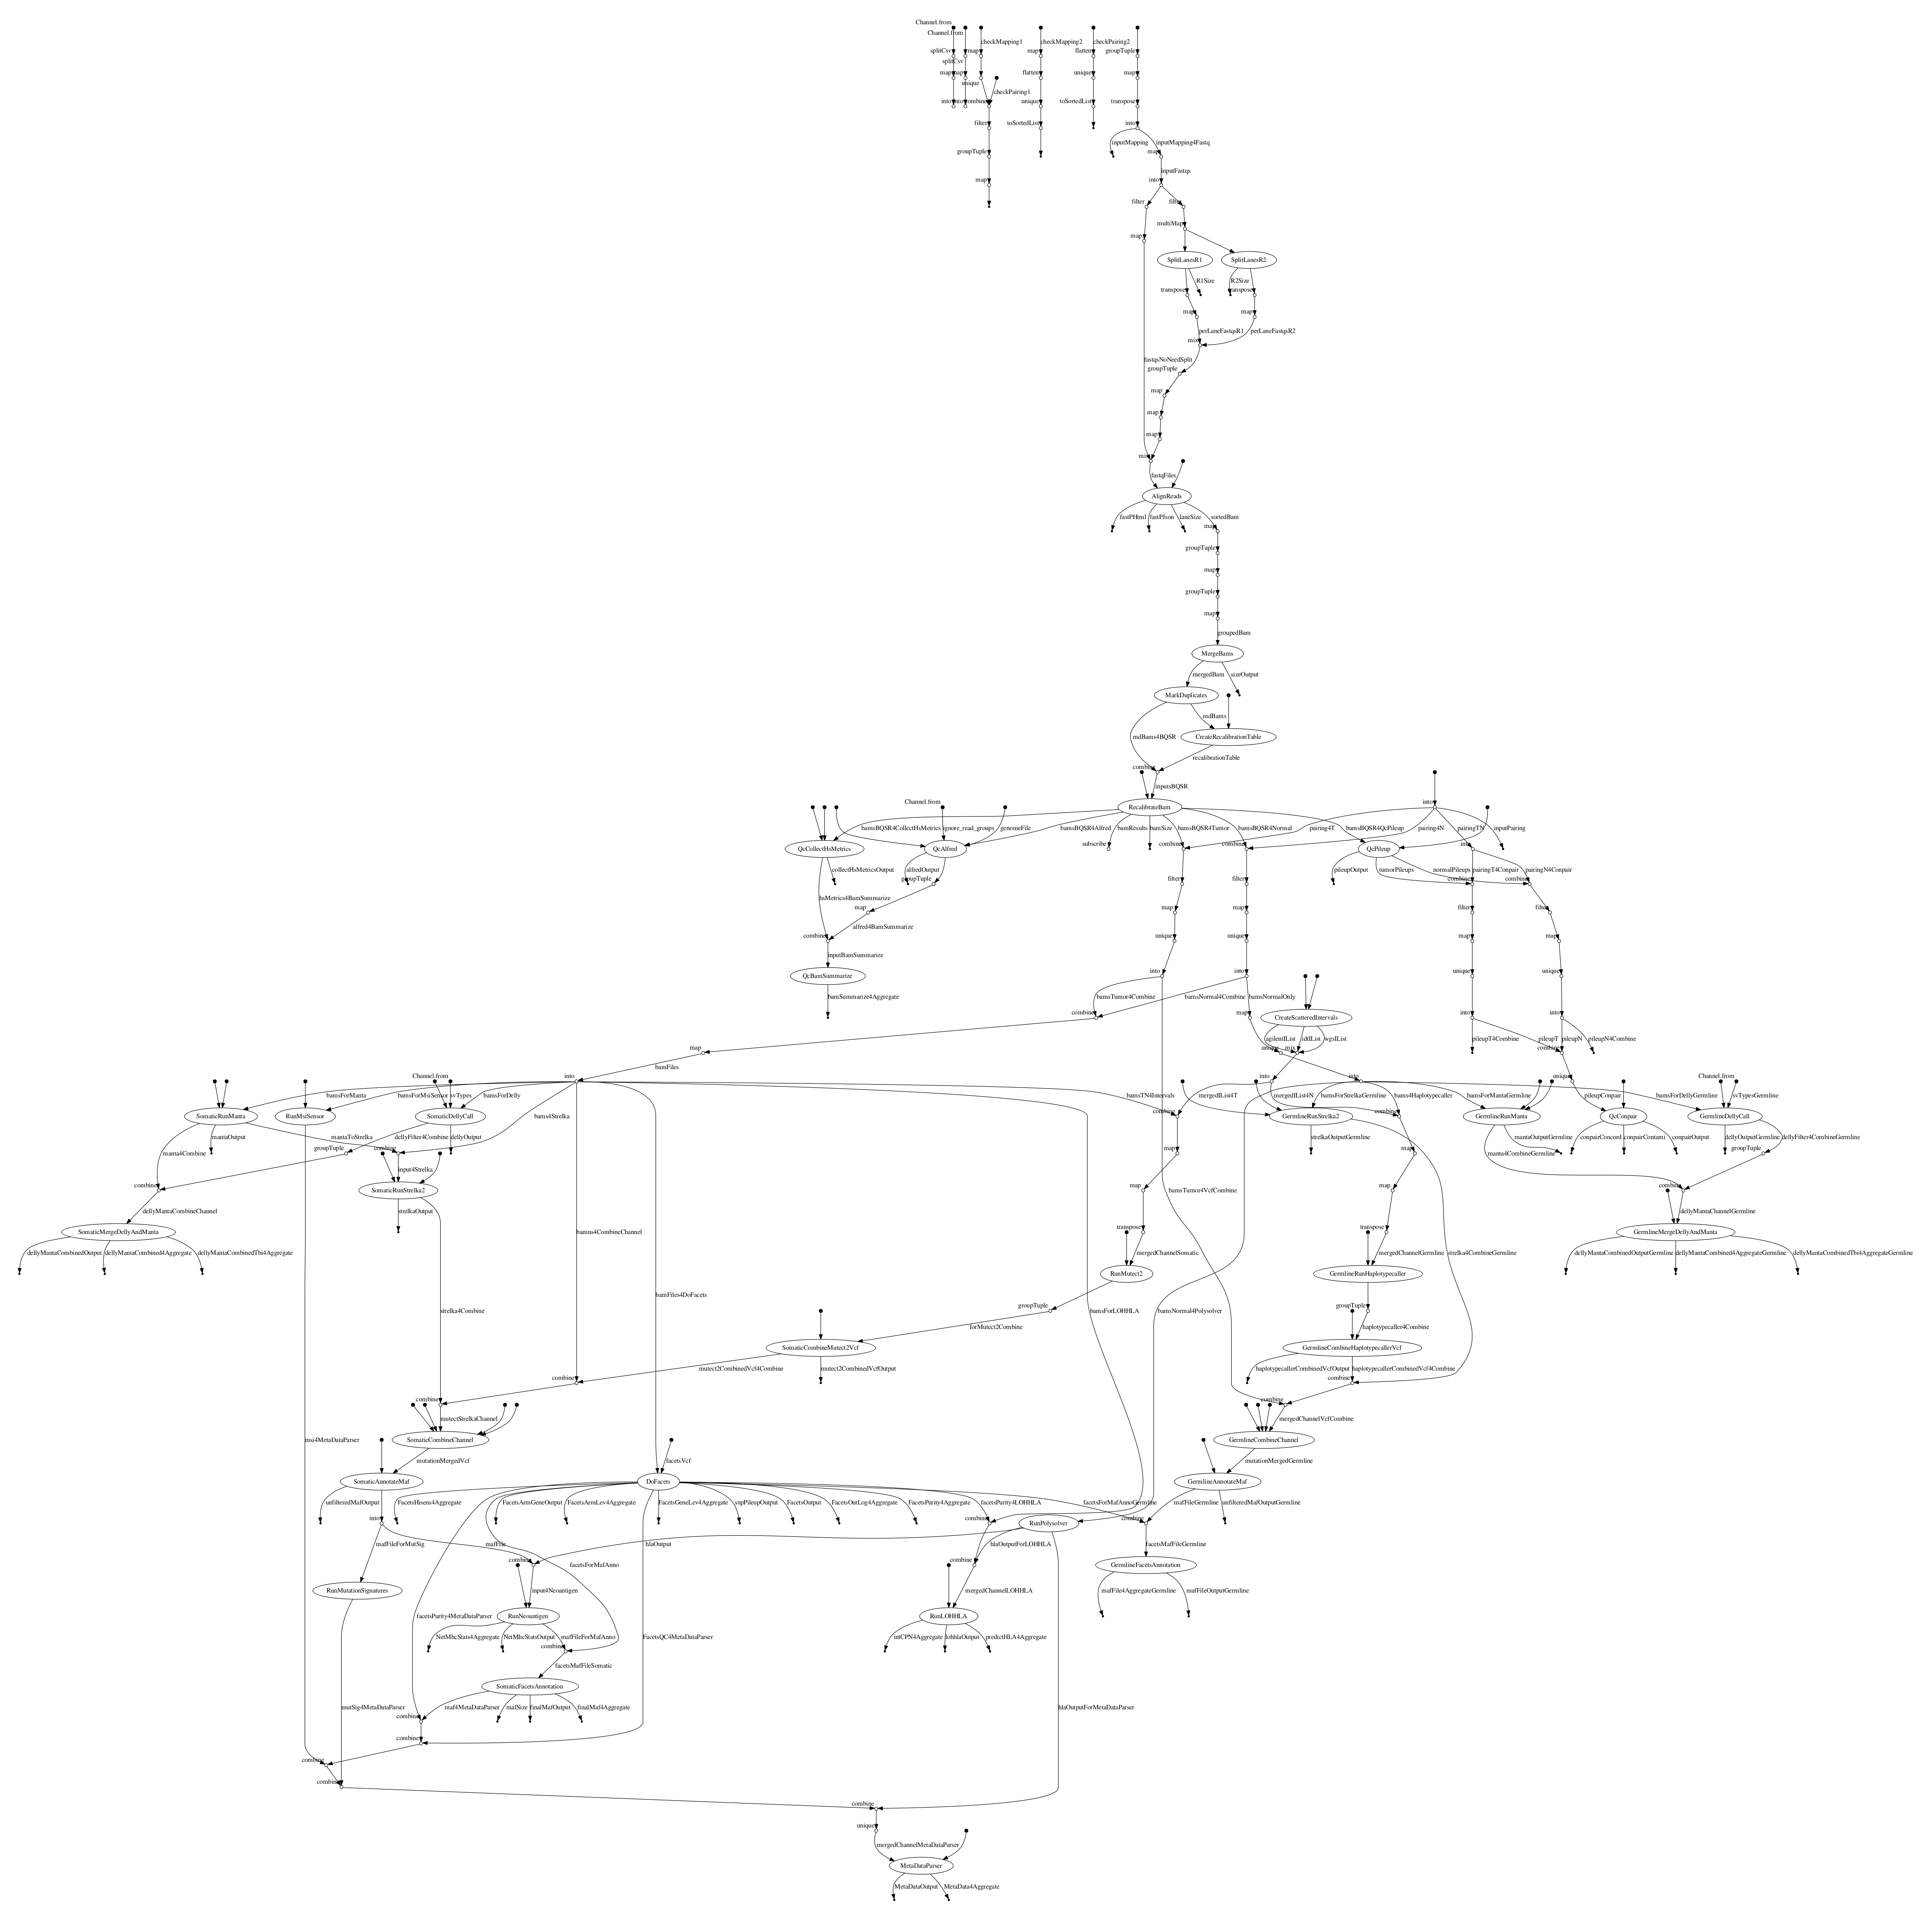 Channel.from
Channel.from
checkMapping1
checkMapping2
checkPairing2
splitCsv
map
map
flatten
groupTuple
splitCsv
map
map
unique
flatten
unique
map
checkPairing1
into
into
combine
unique
toSortedList
transpose
filter
toSortedList
into
groupTuple
inputMapping
inputMapping4Fastq
map
map
inputFastqs
into
filter
filter
multiMap
map
SplitLanesR1
SplitLanesR2
R1Size
R2Size
transpose
transpose
map
map
perLaneFastqsR1
perLaneFastqsR2
mix
fastqsNoNeedSplit
groupTuple
map
map
map
mix
fastqFiles
AlignReads
fastPHtml
fastPJson
laneSize
sortedBam
map
groupTuple
map
groupTuple
map
groupedBam
MergeBams
mergedBam
sizeOutput
MarkDuplicates
mdBams
mdBams4BQSR
CreateRecalibrationTable
recalibrationTable
combine
inputsBQSR
Channel.from
RecalibrateBam
into
bamsBQSR4CollectHsMetrics
ignore_read_groups
genomeFile
bamsBQSR4Alfred
bamResults
bamSize
bamsBQSR4Tumor
bamsBQSR4Normal
pairing4T
bamsBQSR4QcPileup
pairing4N
pairingTN
inputPairing
QcCollectHsMetrics
QcAlfred
subscribe
combine
combine
QcPileup
into
collectHsMetricsOutput
alfredOutput
groupTuple
pileupOutput
tumorPileups
normalPileups
pairingT4Conpair
pairingN4Conpair
filter
filter
combine
combine
hsMetrics4BamSummarize
map
map
map
filter
filter
alfred4BamSummarize
combine
unique
unique
map
map
inputBamSummarize
QcBamSummarize
into
into
unique
unique
bamSummarize4Aggregate
bamsTumor4Combine
bamsNormal4Combine
bamsNormalOnly
combine
map
CreateScatteredIntervals
into
into
agilentIList
idtIList
wgsIList
pileupT4Combine
pileupT
pileupN
pileupN4Combine
map
unique
mix
combine
bamFiles
Channel.from
into
into
into
unique
Channel.from
bamsForManta
bamsForMsiSensor
svTypes
bamsForDelly
bams4Strelka
bamsTN4Intervals
mergedIList4T
mergedIList4N
bamsForStrelkaGermline
bams4Haplotypecaller
bamsForMantaGermline
pileupConpair
bamsForDellyGermline
svTypesGermline
SomaticRunManta
RunMsiSensor
SomaticDellyCall
combine
GermlineRunStrelka2
combine
GermlineRunManta
QcConpair
GermlineDellyCall
mantaOutput
mantaToStrelka
dellyFilter4Combine
dellyOutput
strelkaOutputGermline
mantaOutputGermline
conpairConcord
conpairContami
conpairOutput
dellyOutputGermline
dellyFilter4CombineGermline
manta4Combine
groupTuple
combine
map
map
manta4CombineGermline
groupTuple
input4Strelka
combine
SomaticRunStrelka2
map
bamsTumor4VcfCombine
map
combine
dellyMantaCombineChannel
strelkaOutput
dellyMantaChannelGermline
SomaticMergeDellyAndManta
bamns4CombineChannel
transpose
transpose
GermlineMergeDellyAndManta
dellyMantaCombinedOutput
dellyMantaCombined4Aggregate
dellyMantaCombinedTbi4Aggregate
mergedChannelSomatic
mergedChannelGermline
strelka4CombineGermline
dellyMantaCombinedOutputGermline
dellyMantaCombined4AggregateGermline
dellyMantaCombinedTbi4AggregateGermline
RunMutect2
GermlineRunHaplotypecaller
bamFiles4DoFacets
strelka4Combine
groupTuple
bamsForLOHHLA
bamsNormal4Polysolver
groupTuple
forMutect2Combine
haplotypecaller4Combine
SomaticCombineMutect2Vcf
GermlineCombineHaplotypecallerVcf
mutect2CombinedVcf4Combine
mutect2CombinedVcfOutput
haplotypecallerCombinedVcfOutput
haplotypecallerCombinedVcf4Combine
combine
combine
combine
combine
mutectStrelkaChannel
mergedChannelVcfCombine
msi4MetaDataParser
SomaticCombineChannel
GermlineCombineChannel
mutationMergedVcf
facetsVcf
mutationMergedGermline
SomaticAnnotateMaf
DoFacets
GermlineAnnotateMaf
unfilteredMafOutput
FacetsHisens4Aggregate
FacetsArmGeneOutput
FacetsArmLev4Aggregate
FacetsGeneLev4Aggregate
snpPileupOutput
FacetsOutput
FacetsOutLog4Aggregate
FacetsPurity4Aggregate
facetsPurity4LOHHLA
facetsForMafAnnoGermline
mafFileGermline
unfilteredMafOutputGermline
into
combine
RunPolysolver
combine
mafFileForMutSig
mafFile
facetsForMafAnno
hlaOutput
hlaOutputForLOHHLA
facetsMafFileGermline
combine
combine
GermlineFacetsAnnotation
RunMutationSignatures
input4Neoantigen
mergedChannelLOHHLA
mafFile4AggregateGermline
mafFileOutputGermline
facetsPurity4MetaDataParser
RunNeoantigen
RunLOHHLA
NetMhcStats4Aggregate
NetMhcStatsOutput
mafFileForMafAnno
FacetsQC4MetaDataParser
intCPN4Aggregate
lohhlaOutput
predictHLA4Aggregate
combine
facetsMafFileSomatic
SomaticFacetsAnnotation
mutSig4MetaDataParser
maf4MetaDataParser
mafSize
finalMafOutput
finalMaf4Aggregate
hlaOutputForMetaDataParser
combine
combine
combine
combine
combine
unique
mergedChannelMetaDataParser
MetaDataParser
MetaDataOutput
MetaData4Aggregate